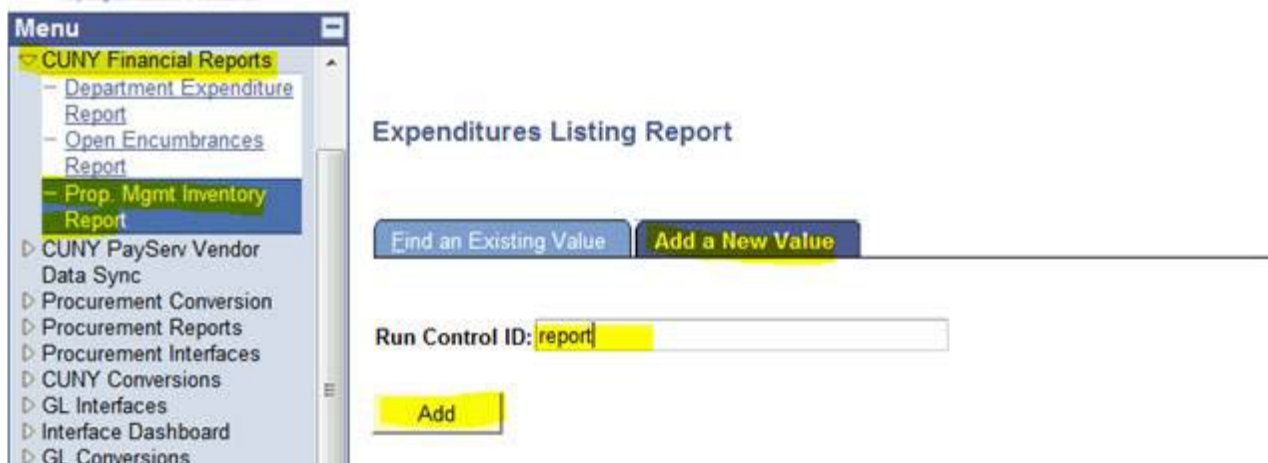 Menu
CUNY Financial Reports
Department Expenditure
Report
Open Encumbrances
Report
Prop. Mgmt Inventory
Report
CUNY PayServ Vendor
Data Sync
Procurement Conversion
Procurement Reports
Procurement Interfaces
CUNY Conversions
GL Interfaces
Interface Dashboard
GL Conversions
Expenditures Listing Report
Find an Existing Value
Add a New Value
Run Control ID: report
Add